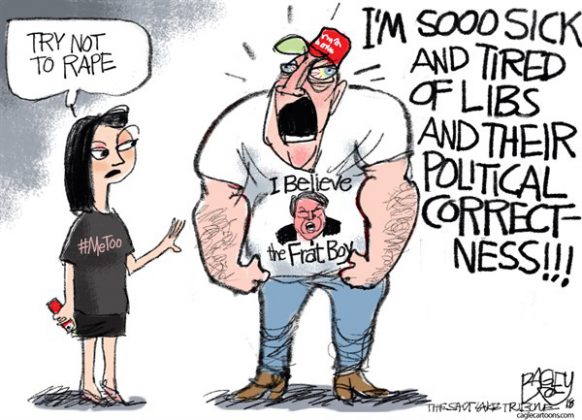 TRY NOT
TO RAPE
I'M SOOO SICK
AND TIRED
OF LIBS
AND THEIR
POLITICAL
CORRECT-
NESS!!!
#MeToo
I Believe
the Frat Boy
BAGLEY
THE SALT LAKE TRIBUNE
18
caglecartoons.com